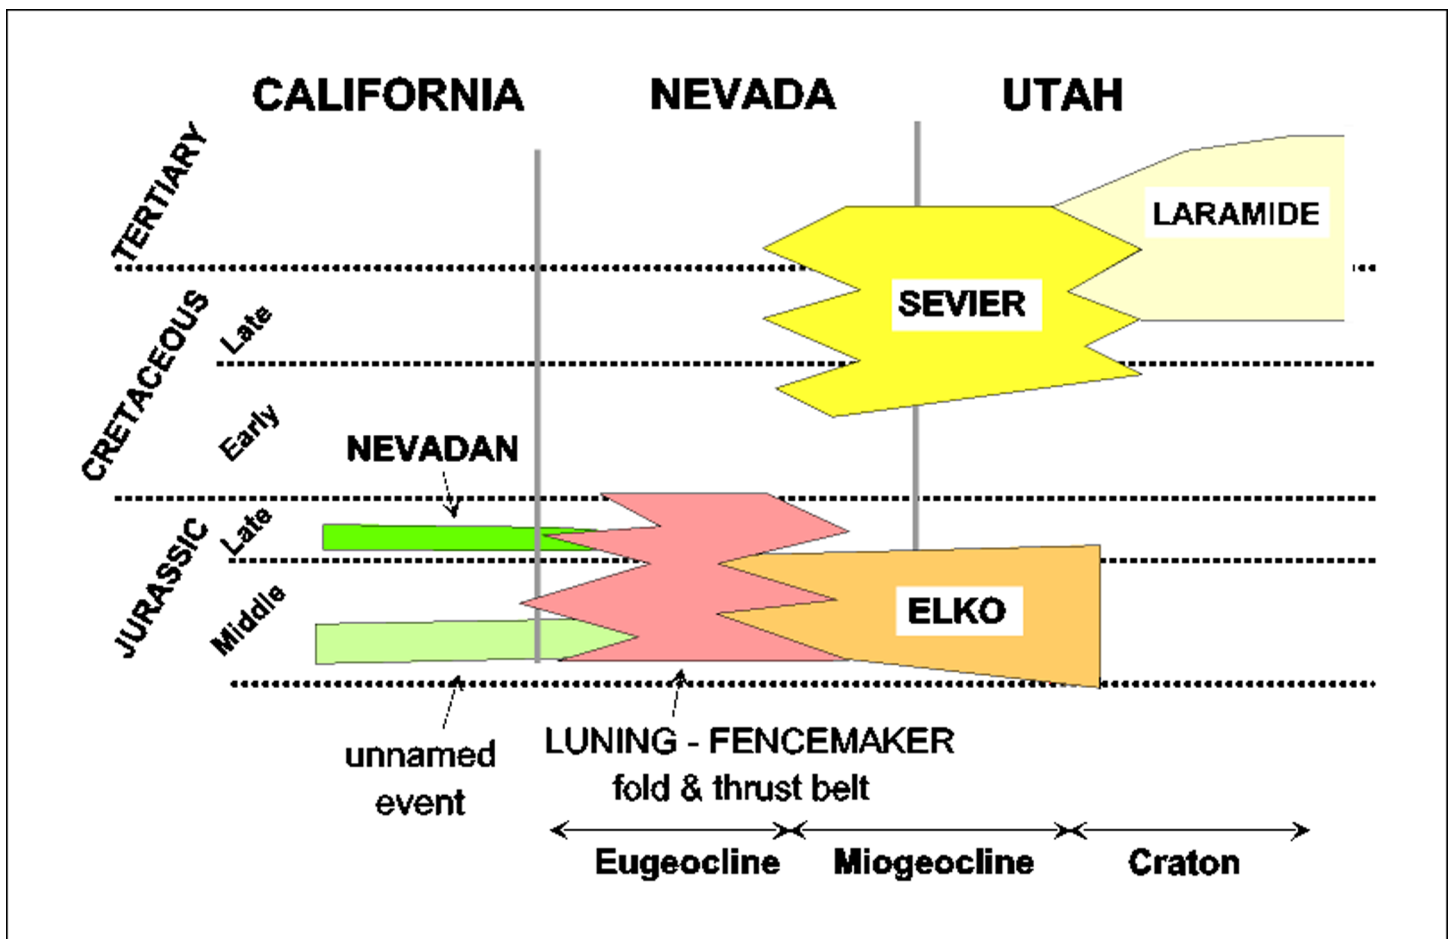 CALIFORNIA
NEVADA
UTAH
TERTIARY
LARAMIDE
SEVIER
CRETACEOUS
Late
Early
NEVADAN
JURASSIC
Late
Middle
ELKO
unnamed
event
LUNING - FENCEMAKER
fold & thrust belt
Eugeocline
Miogeocline
Craton